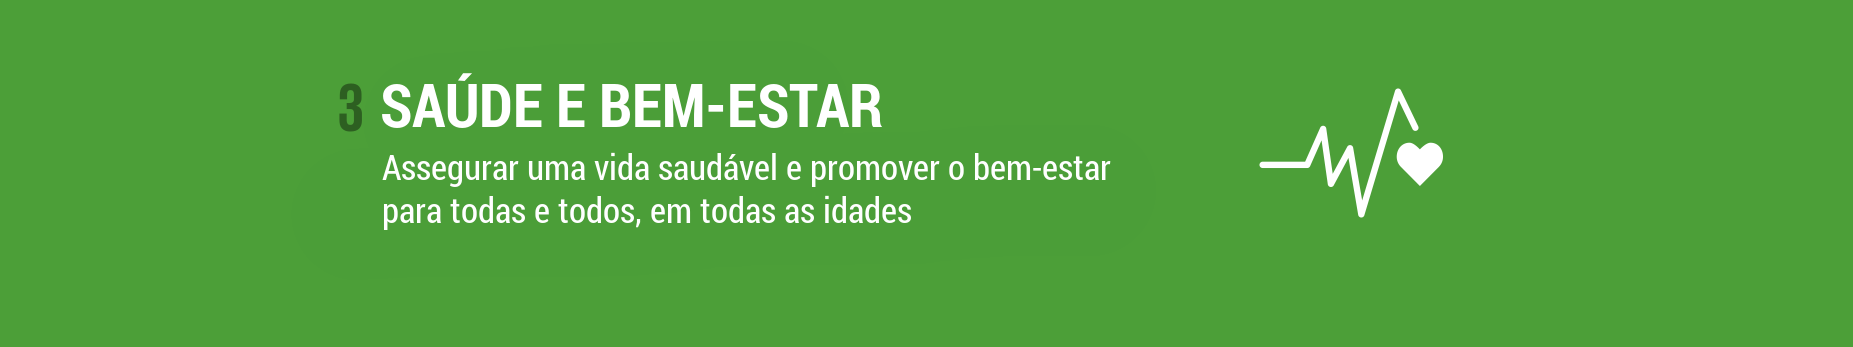 3 SAÚDE E BEM-ESTAR
Assegurar uma vida saudável e promover o bem-estar
para todas e todos, em todas as idades